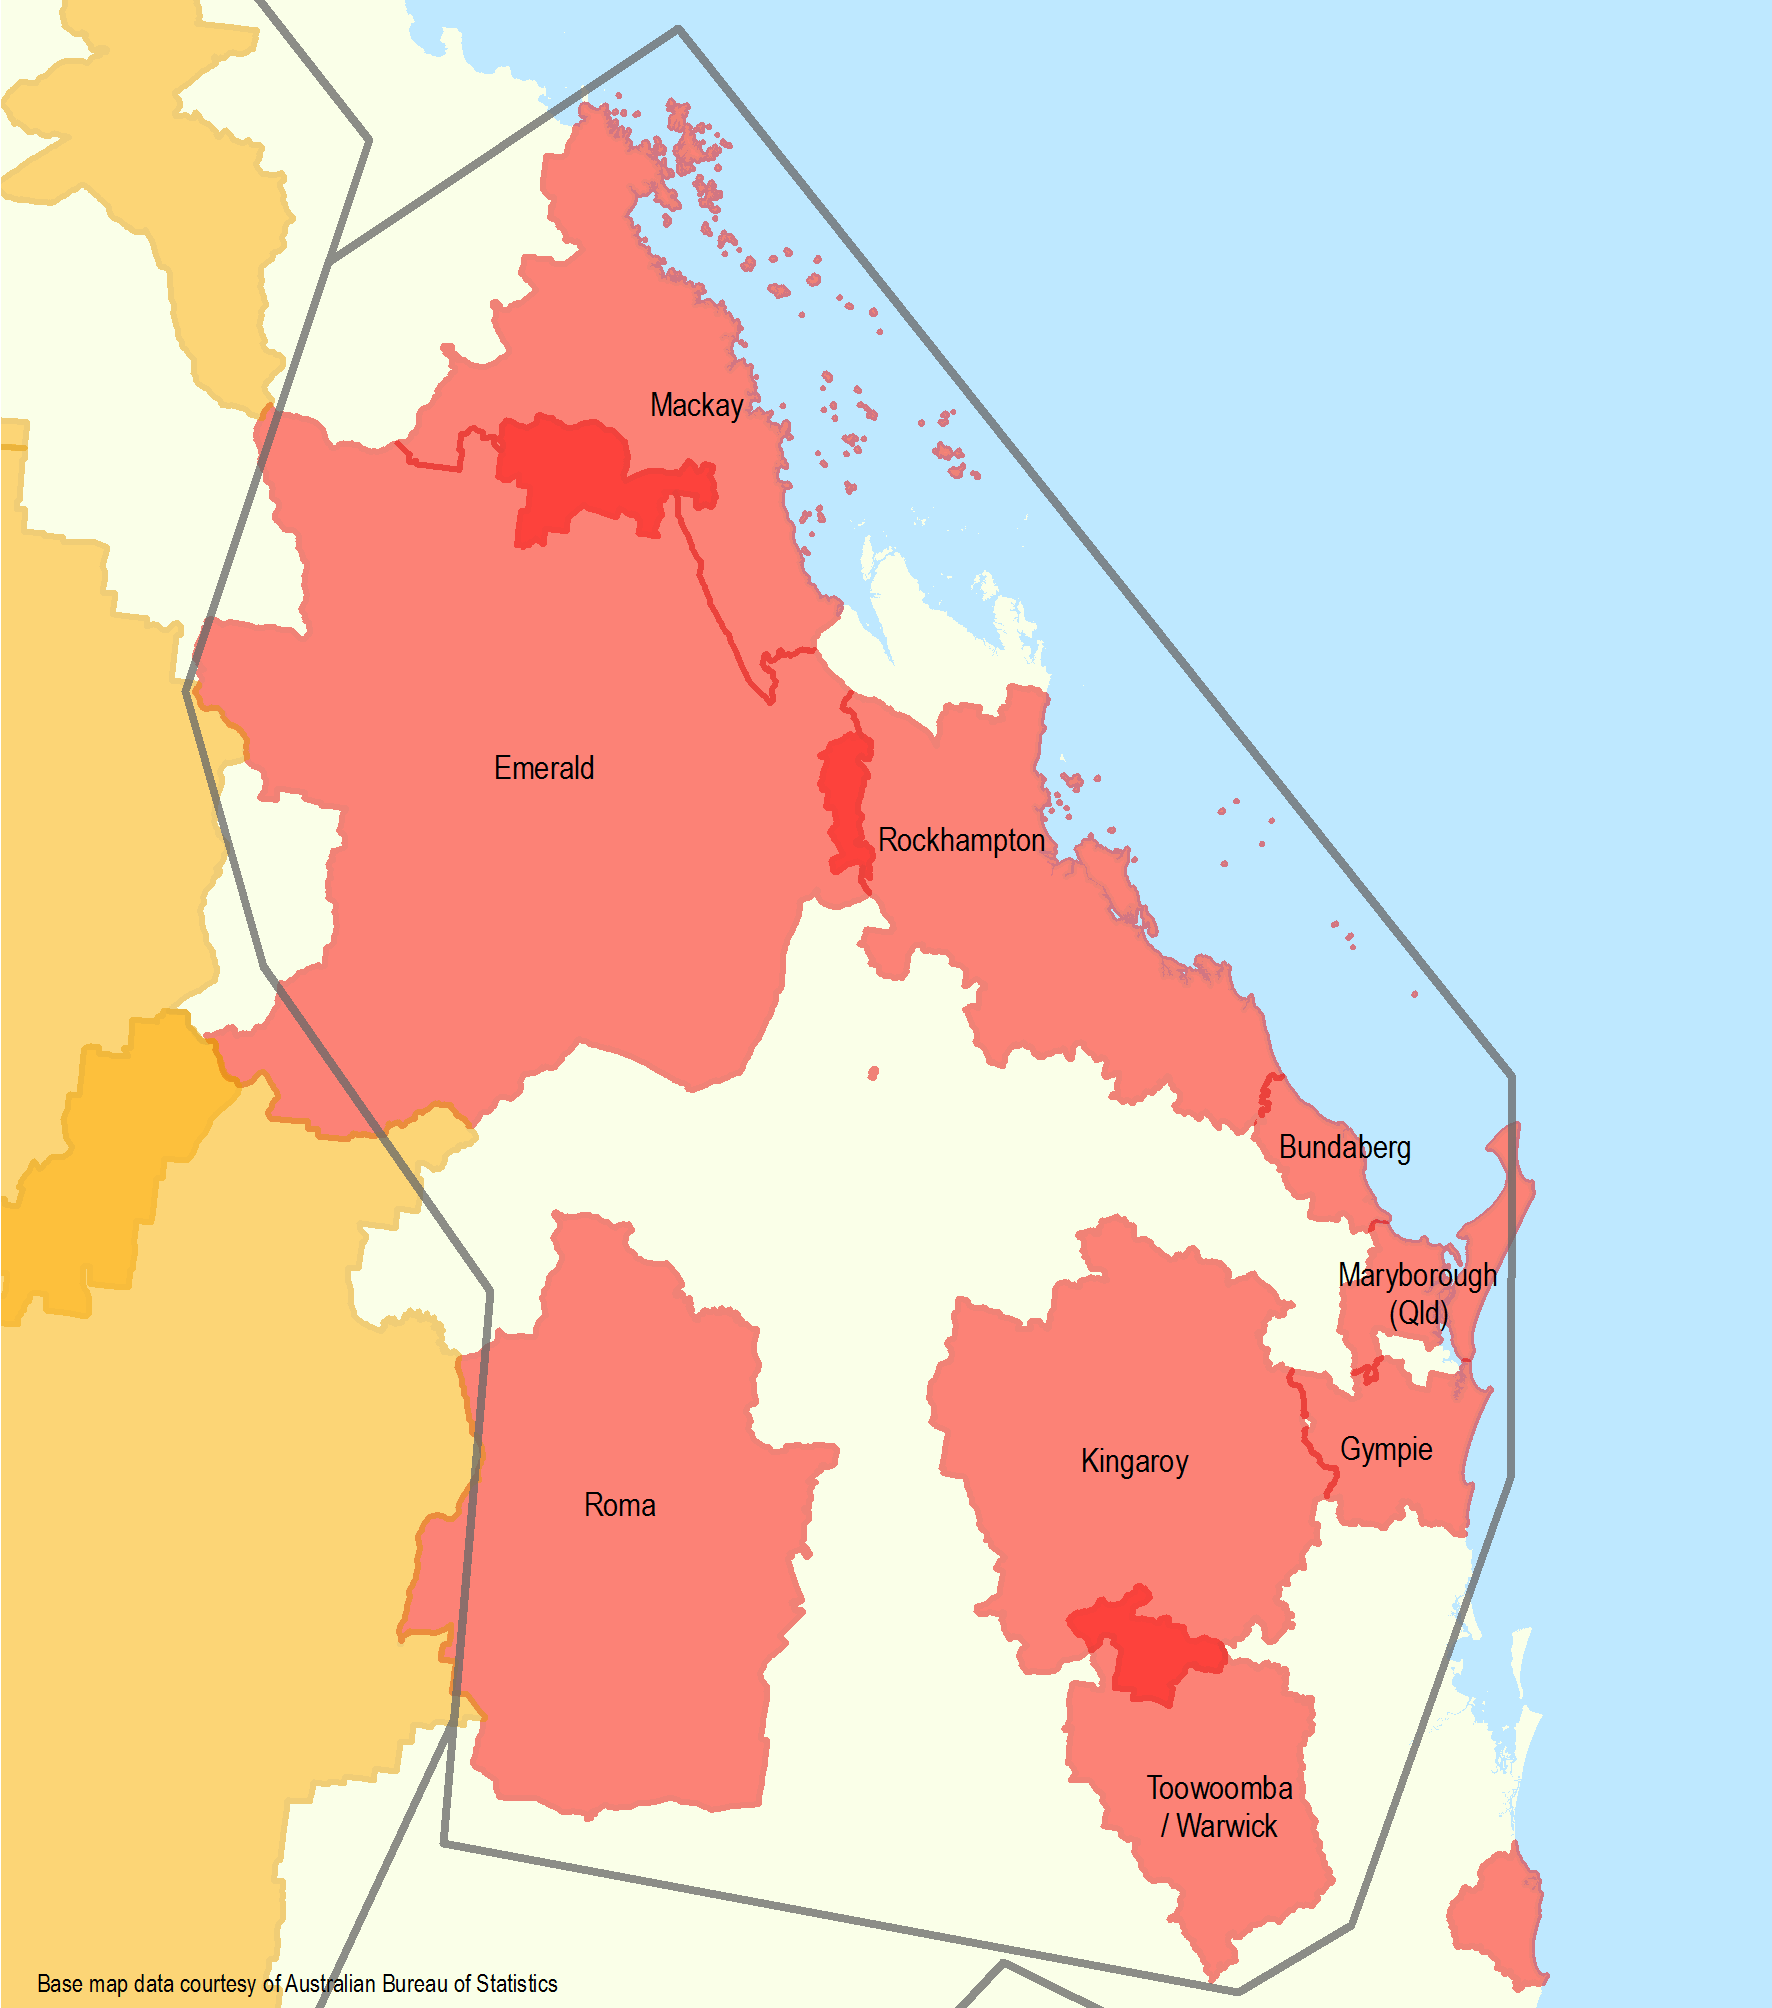 Mackay
Emerald
Rockhampton
Bundaberg
Maryborough
(Qld)
Gympie
Kingaroy
Roma
Toowoomba
/ Warwick
Base map data courtesy of Australian Bureau of Statistics